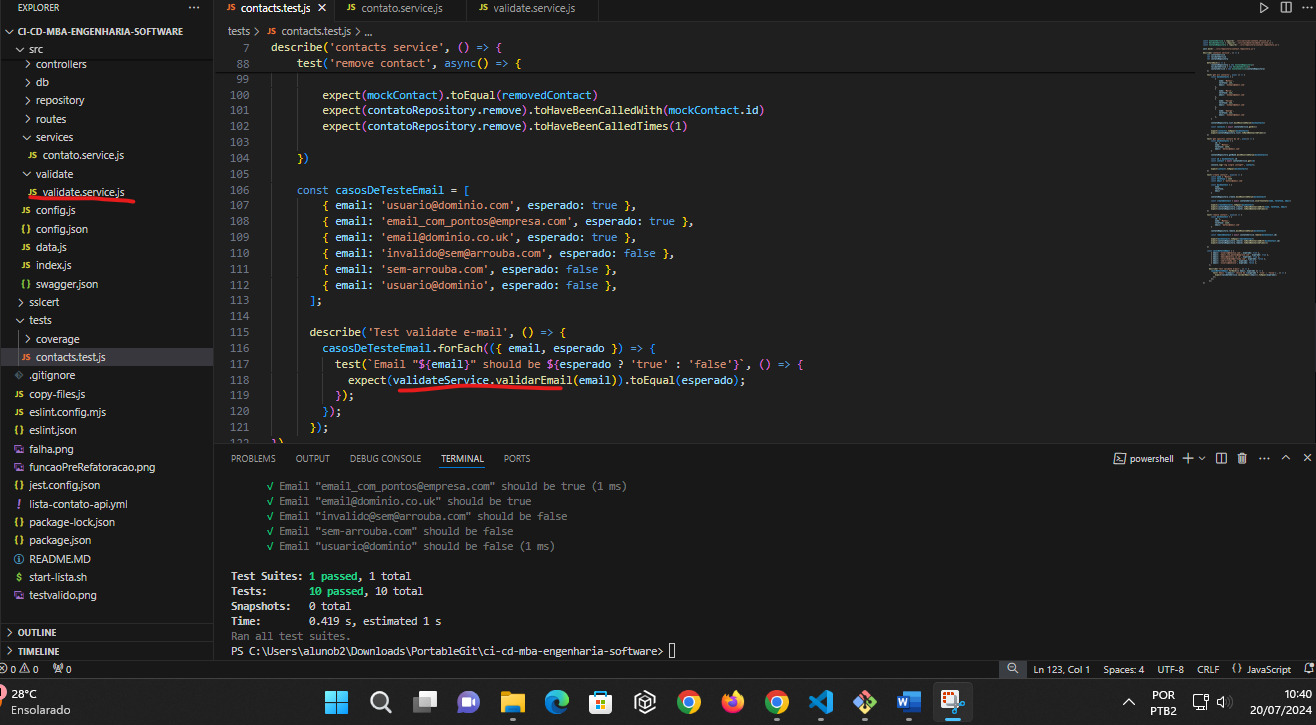 EXPLORER ...
CI-CD-MBA-ENGENHARIA-SOFTWARE
src
controllers
db
repository
routes
services
JS contato.service.js
validate
JS validate.service.js
JS config.js
{} config.json
JS data.js
JS index.js
{} swagger.json
sslcert
tests
coverage
JS contacts.test.js
.gitignore
JS copy-files.js
JS eslint.config.mjs
{} eslint.json
falha.png
funcaoPreRefatoracao.png
{} jest.config.json
! lista-contato-api.yml
{} package-lock.json
{} package.json
README.MD
$ start-lista.sh
testvalido.png
OUTLINE
TIMELINE
JS contacts.test.js JS contato.service.js JS validate.service.js
tests > JS contacts.test.js > ...
7 describe('contacts service', () => {
88 test('remove contact', async() => {
99
100 expect(mockContact).toEqual(removedContact)
101 expect(contatoRepository.remove).toHaveBeenCalledWith(mockContact.id)
102 expect(contatoRepository.remove).toHaveBeenCalledTimes(1)
103
104 })
105
106 const casosDeTesteEmail = [
107 { email: 'usuario@dominio.com', esperado: true },
108 { email: 'email_com_pontos@empresa.com', esperado: true },
109 { email: 'email@dominio.co.uk', esperado: true },
110 { email: 'invalido@sem@arrouba.com', esperado: false },
111 { email: 'sem-arrouba.com', esperado: false },
112 { email: 'usuario@dominio', esperado: false },
113 ];
114
115 describe('Test validate e-mail', () => {
116 casosDeTesteEmail.forEach(({ email, esperado }) => {
117 test(`Email "${email}" should be ${esperado ? 'true' : 'false'}`, () => {
118 expect(validateService.validarEmail(email)).toEqual(esperado);
119 });
120 });
121 });
122 })
PROBLEMS OUTPUT DEBUG CONSOLE TERMINAL PORTS
powershell
√ Email "email_com_pontos@empresa.com" should be true (1 ms)
√ Email "email@dominio.co.uk" should be true
√ Email "invalido@sem@arrouba.com" should be false
√ Email "sem-arrouba.com" should be false
√ Email "usuario@dominio" should be false (1 ms)
Test Suites: 1 passed, 1 total
Tests: 10 passed, 10 total
Snapshots: 0 total
Time: 0.419 s, estimated 1 s
Ran all test suites.
PS C:\Users\alunob2\Downloads\PortableGit\ci-cd-mba-engenharia-software>
0 0 0
Ln 123, Col 1 Spaces: 4 UTF-8 CRLF {} JavaScript
28°C
Ensolarado
POR
PTB2
10:40
20/07/2024